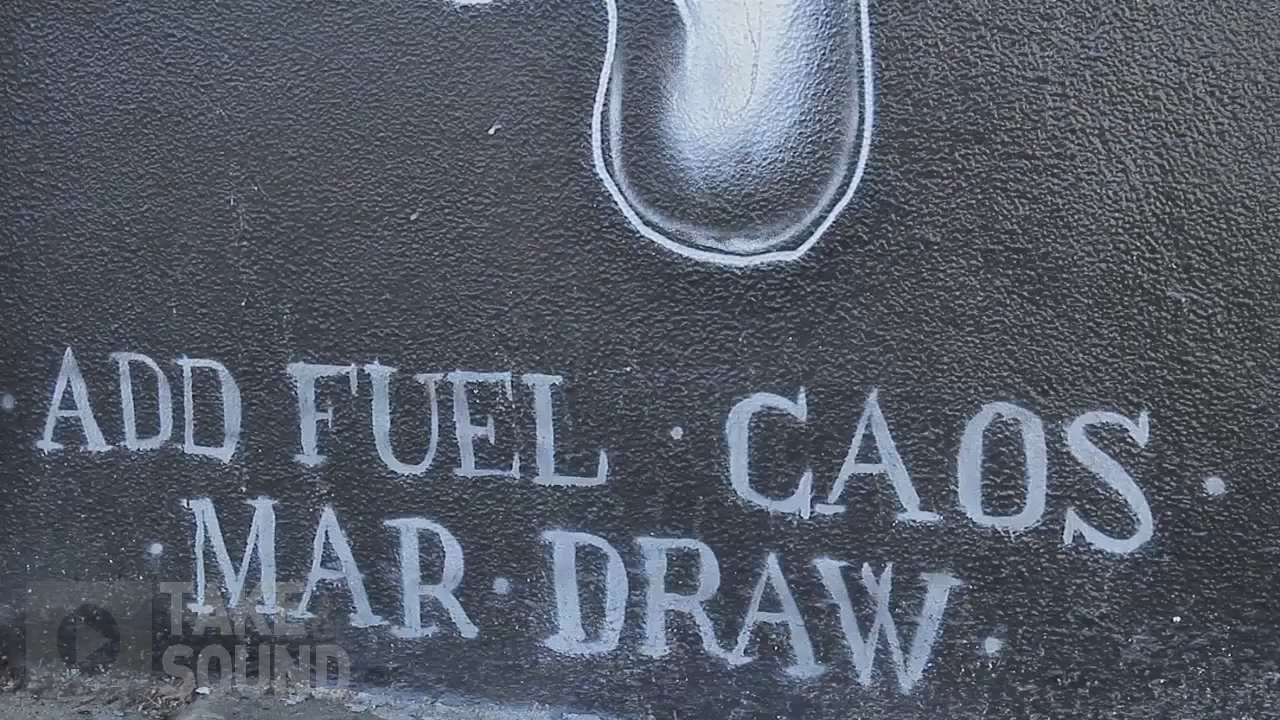 · ADD FUEL · CAOS ·
· MAR · DRAW ·
TAKE
SOUND